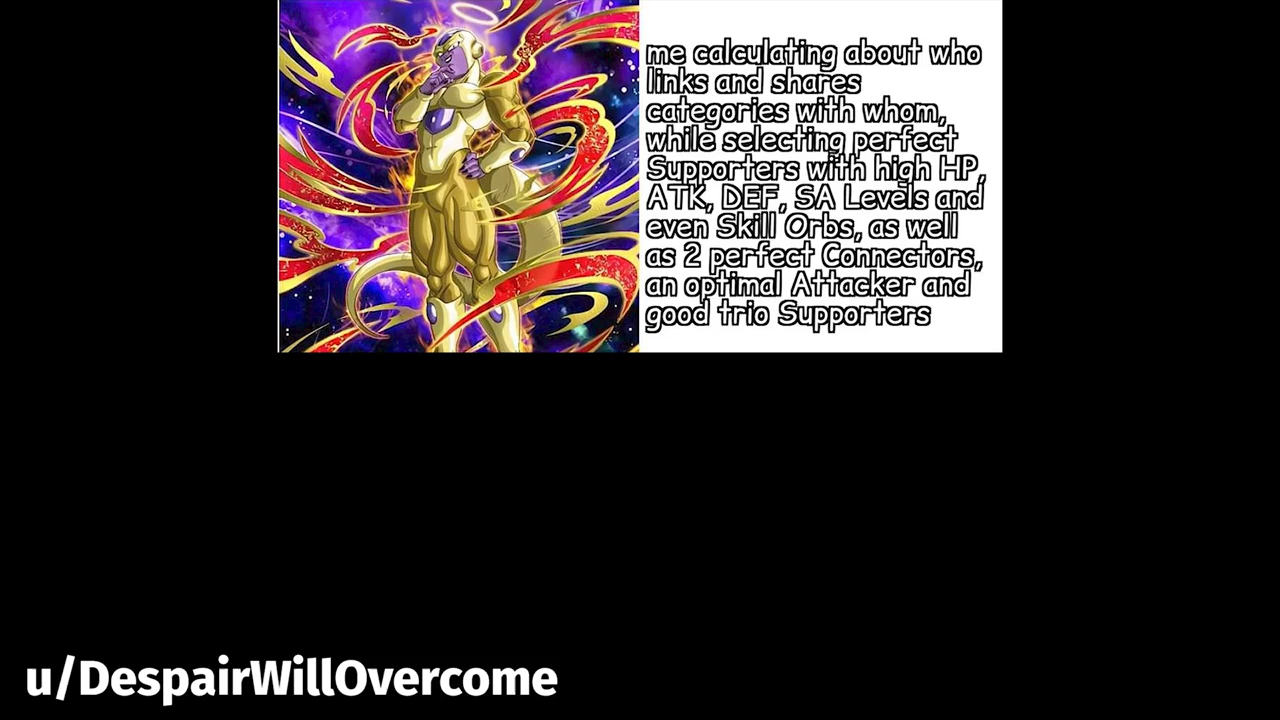 me calculating about who
links and shares
categories with whom,
while selecting perfect
Supporters with high HP,
ATK, DEF, SA Levels and
even Skill Orbs, as well
as 2 perfect Connectors,
an optimal Attacker and
good trio Supporters
u/DespairWillOvercome